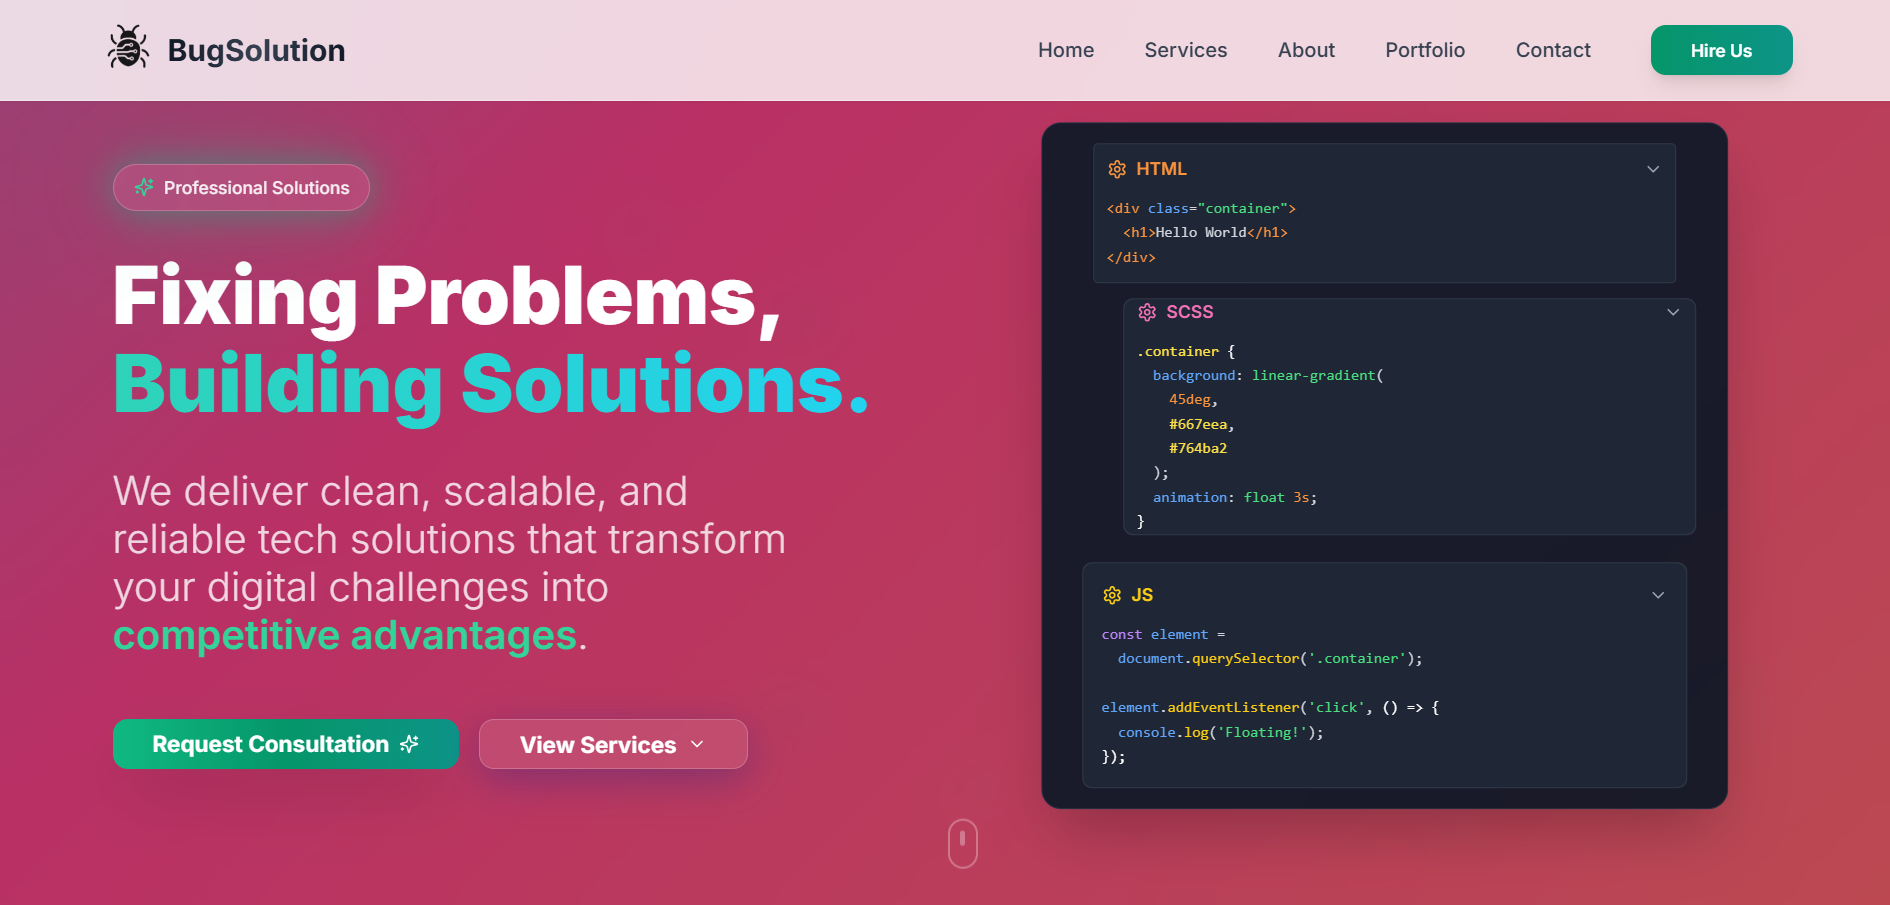 BugSolution
Home
Services
About
Portfolio
Contact
Hire Us
Professional Solutions
Fixing Problems,
Building Solutions.
We deliver clean, scalable, and
reliable tech solutions that transform
your digital challenges into
competitive advantages.
Request Consultation
View Services
HTML
<div class="container">
  <h1>Hello World</h1>
</div>
SCSS
.container {
  background: linear-gradient(
    45deg,
    #667eea,
    #764ba2
  );
  animation: float 3s;
}
JS
const element =
  document.querySelector('.container');
element.addEventListener('click', () => {
  console.log('Floating!');
});